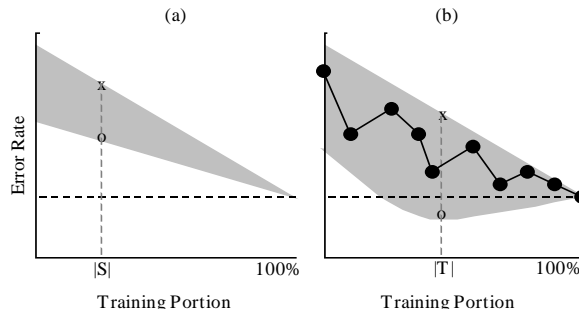 (a)
(b)
Error Rate
x
o
x
o
|S|
100%
|T|
100%
Training Portion
Training Portion